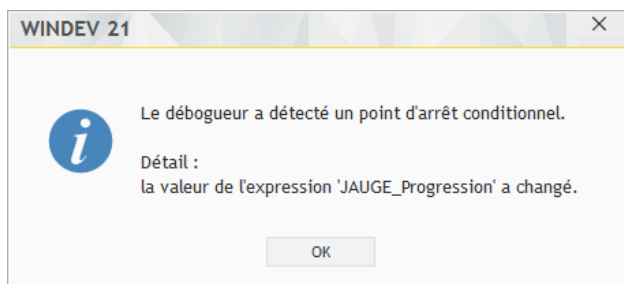 WINDEV 21
Le débogueur a détecté un point d'arrêt conditionnel.
Détail :
la valeur de l'expression 'JAUGE_Progression' a changé.
OK